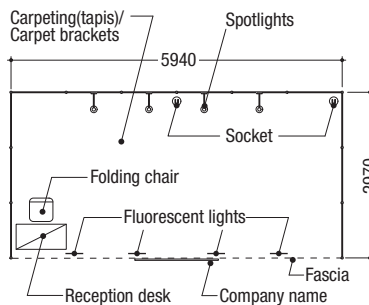 Carpeting(tapis)/
Carpet brackets
Spotlights
5940
Socket
2970
Folding chair
Fluorescent lights
Fascia
Reception desk
Company name